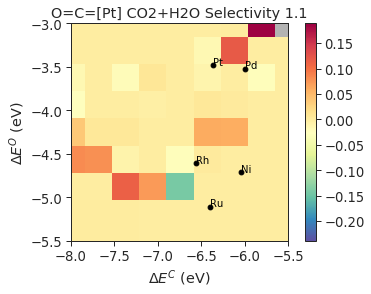 O=C=[Pt] CO2+H2O Selectivity 1.1
−3.0
−3.5
−4.0
−4.5
−5.0
−5.5
ΔE^O (eV)
Pt
Pd
Rh
Ni
Ru
−8.0 −7.5 −7.0 −6.5 −6.0 −5.5
ΔE^C (eV)
0.15
0.10
0.05
0.00
−0.05
−0.10
−0.15
−0.20